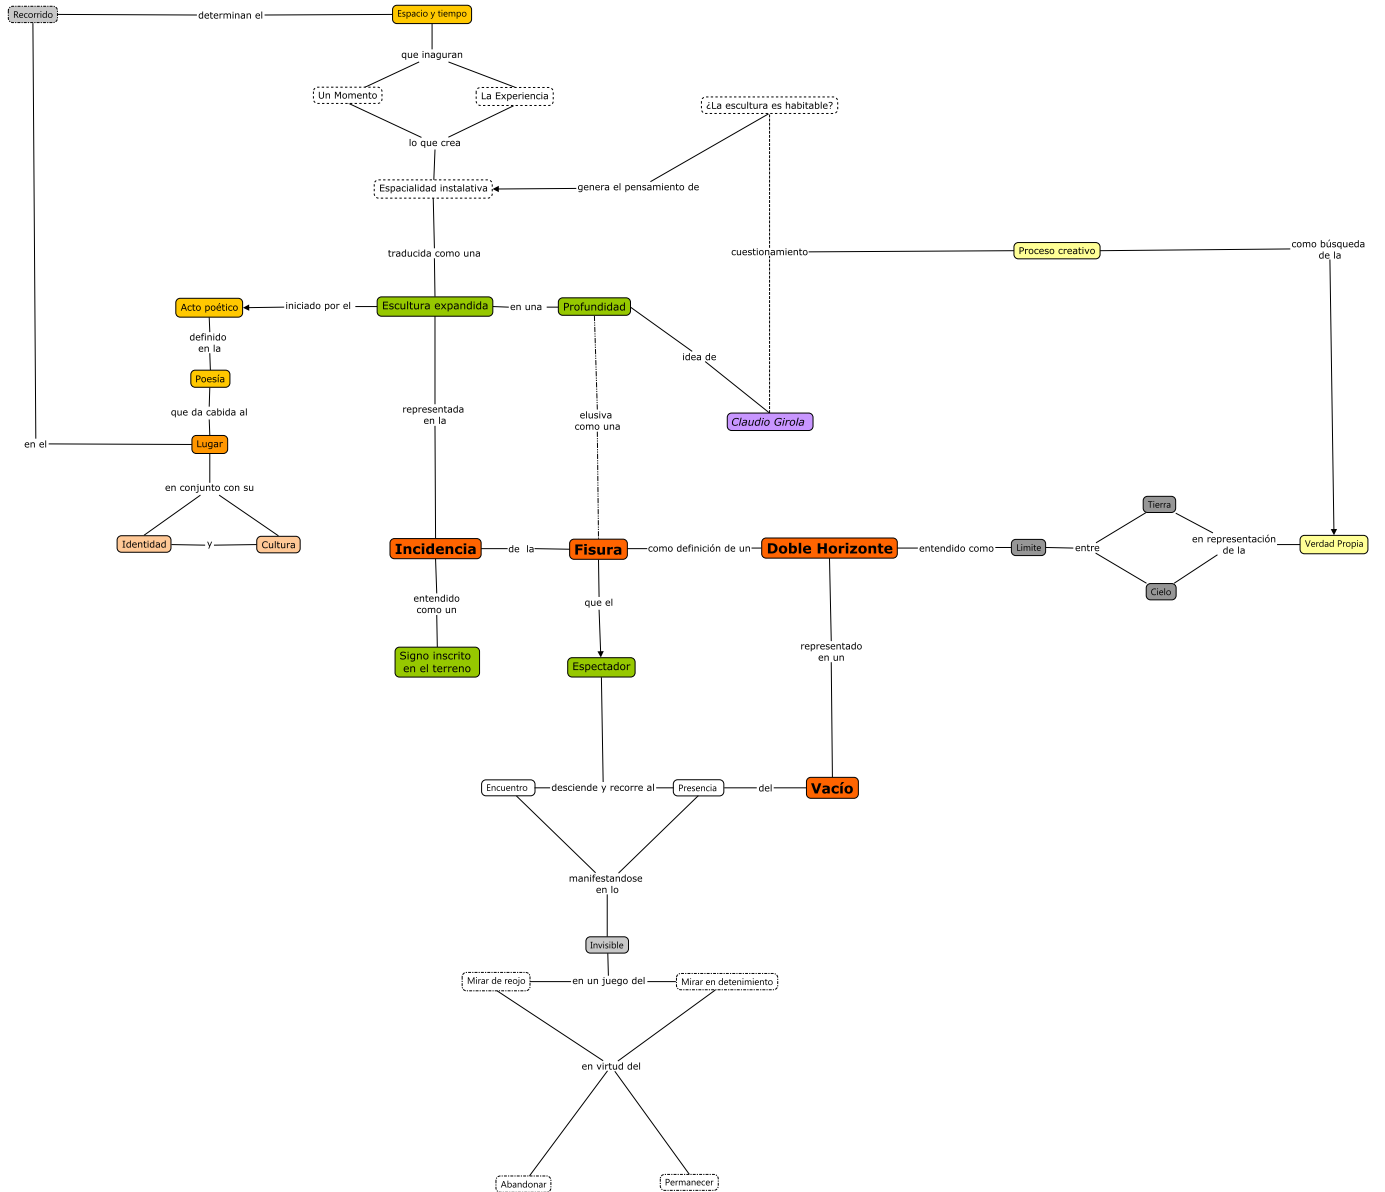 Recorrido
determinan el
Espacio y tiempo
que inaguran
Un Momento
La Experiencia
¿La escultura es habitable?
lo que crea
Espacialidad instalativa
genera el pensamiento de
traducida como una
cuestionamiento
Proceso creativo
como búsqueda
de la
Acto poético
iniciado por el
Escultura expandida
en una
Profundidad
definido
en la
idea de
Poesía
que da cabida al
representada
en la
elusiva
como una
Claudio Girola
en el
Lugar
en conjunto con su
Identidad
y
Cultura
Incidencia
de la
Fisura
como definición de un
Doble Horizonte
entendido como
Limite
entre
Tierra
Cielo
en representación
de la
Verdad Propia
entendido
como un
que el
Signo inscrito
en el terreno
Espectador
representado
en un
Encuentro
desciende y recorre al
Presencia
del
Vacío
manifestandose
en lo
Invisible
Mirar de reojo
en un juego del
Mirar en detenimiento
en virtud del
Abandonar
Permanecer